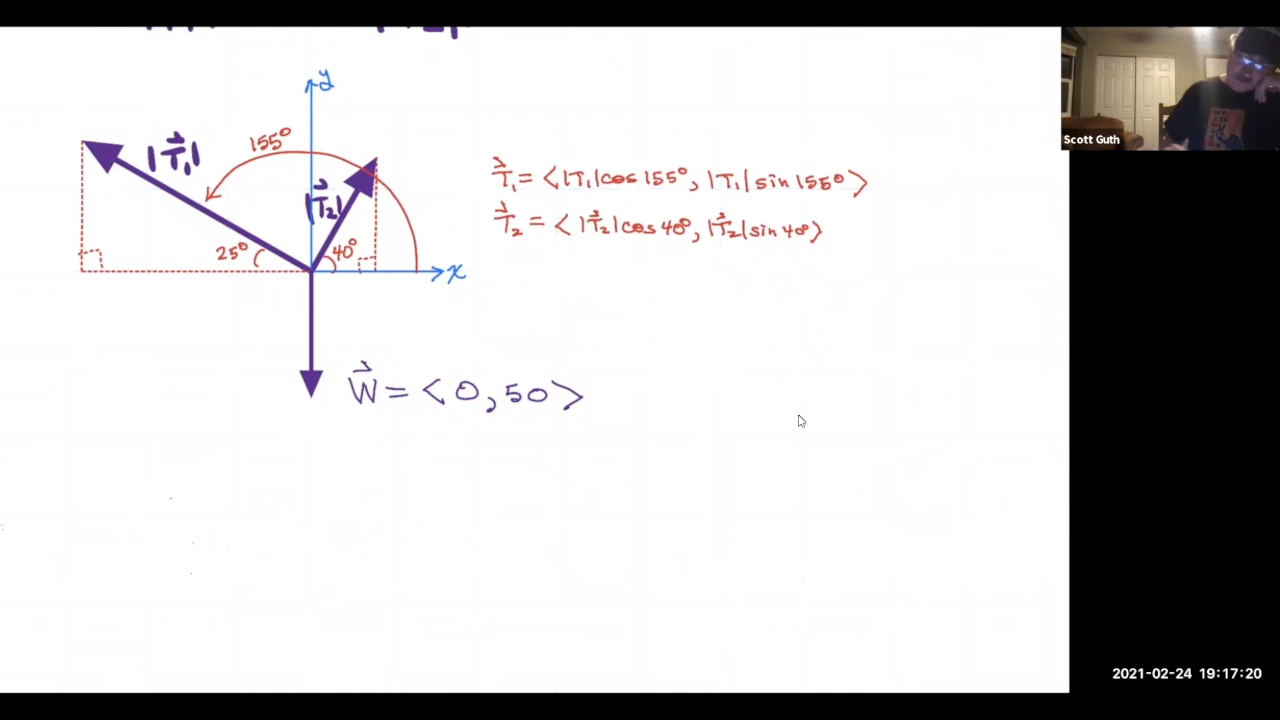 y
155°
|T⃗₁|
|T⃗₂|
25°
40°
x
T⃗₁ = <|T₁|cos 155°, |T₁|sin 155°>
T⃗₂ = <|T⃗₂|cos 40°, |T⃗₂|sin 40°>
W⃗ = <0, 50>
Scott Guth
2021-02-24 19:17:20